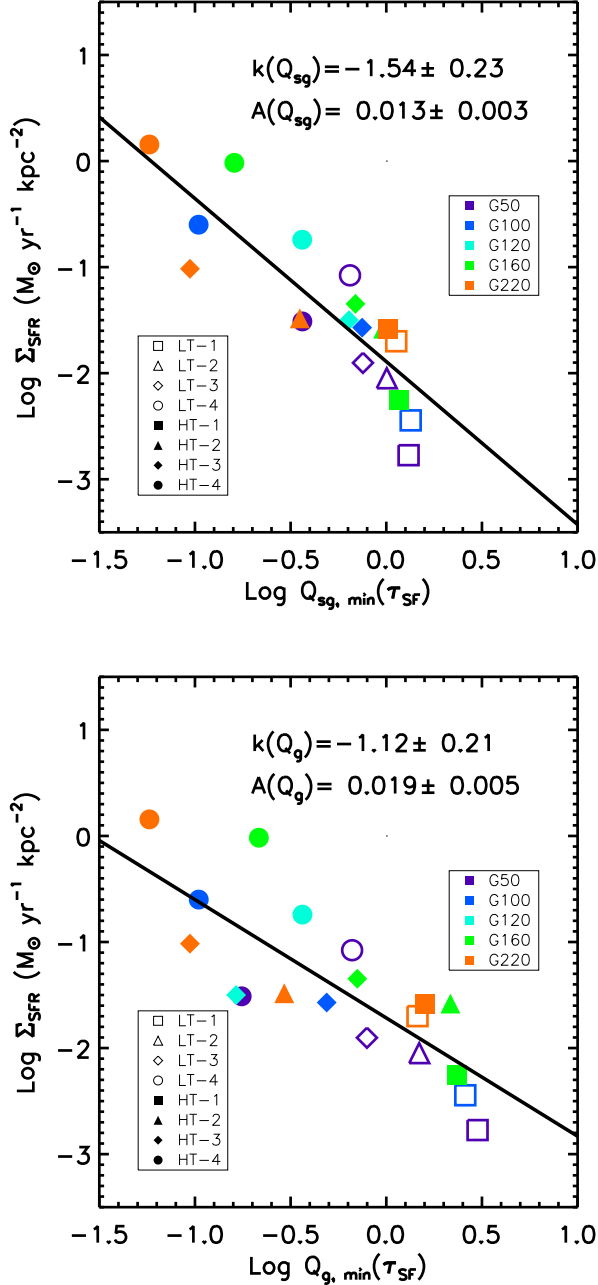 k(Q_sg)=−1.54± 0.23
A(Q_sg)= 0.013± 0.003
1
0
−1
−2
−3
Log Σ_SFR (M_⊙ yr^−1 kpc^−2)
G50
G100
G120
G160
G220
LT−1
LT−2
LT−3
LT−4
HT−1
HT−2
HT−3
HT−4
−1.5 −1.0 −0.5 0.0 0.5 1.0
Log Q_sg, min(τ_SF)
k(Q_g)=−1.12± 0.21
A(Q_g)= 0.019± 0.005
1
0
−1
−2
−3
Log Σ_SFR (M_⊙ yr^−1 kpc^−2)
G50
G100
G120
G160
G220
LT−1
LT−2
LT−3
LT−4
HT−1
HT−2
HT−3
HT−4
−1.5 −1.0 −0.5 0.0 0.5 1.0
Log Q_g, min(τ_SF)